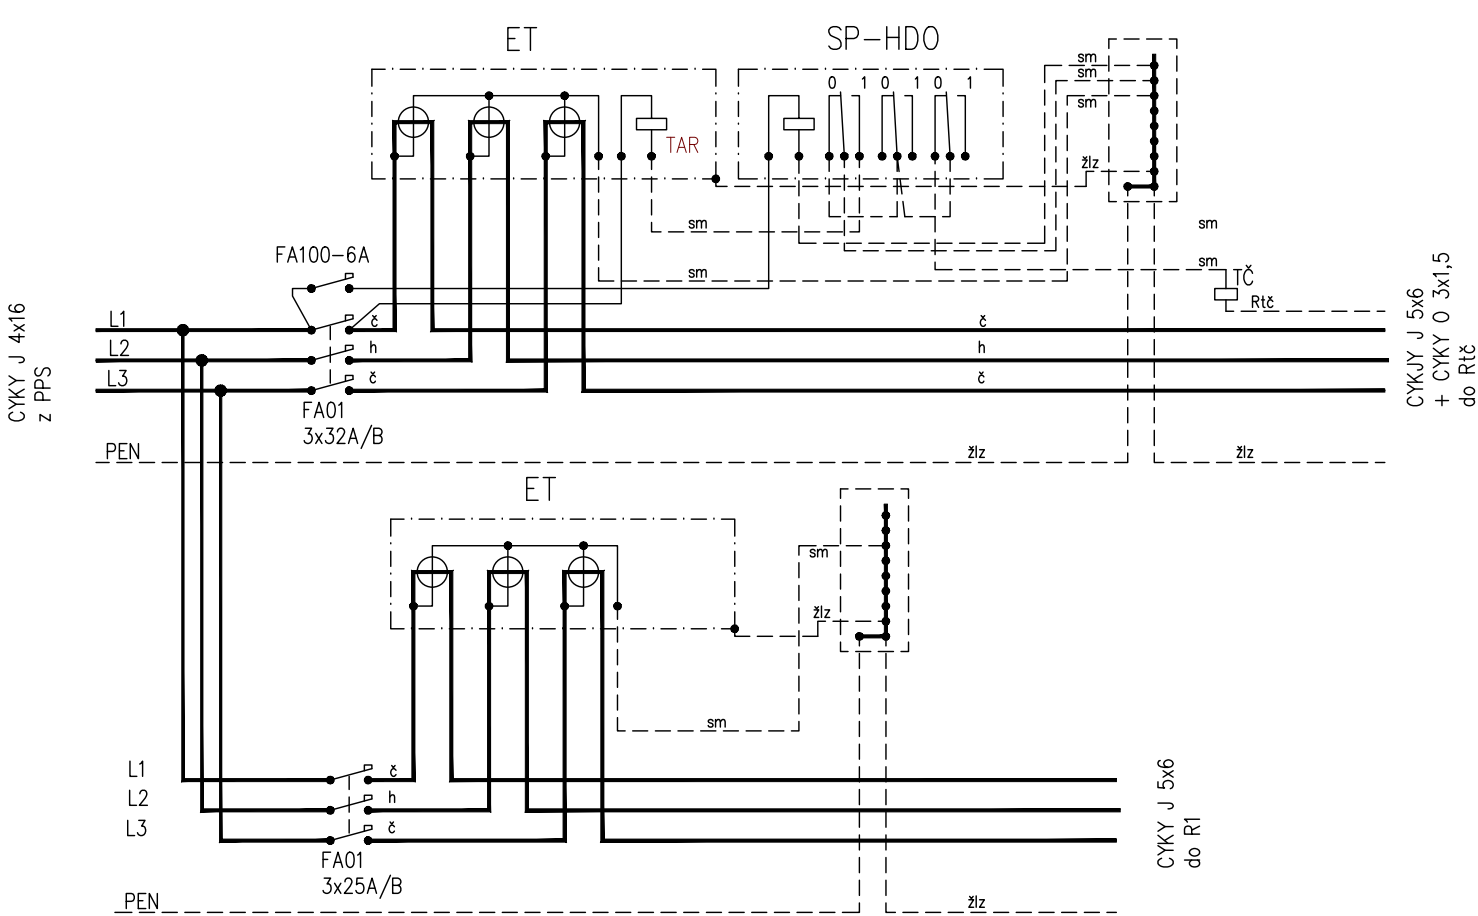 ET
SP-HDO
sm
sm
sm
0 1 0 1 0 1
TAR
žlz
sm
sm
sm
FA100-6A
sm
TČ
Rtč
CYKY J 4x16
z PPS
L1
č
č
L2
h
h
L3
č
č
FA01
3x32A/B
CYKJY J 5x6
+ CYKY O 3x1,5
do Rtč
PEN
žlz
žlz
ET
sm
žlz
sm
L1
č
L2
h
L3
č
FA01
3x25A/B
CYKY J 5x6
do R1
PEN
žlz